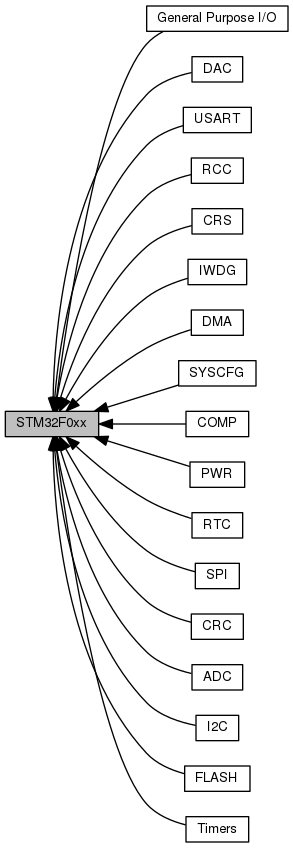 General Purpose I/O
DAC
USART
RCC
CRS
IWDG
DMA
SYSCFG
STM32F0xx
COMP
PWR
RTC
SPI
CRC
ADC
I2C
FLASH
Timers